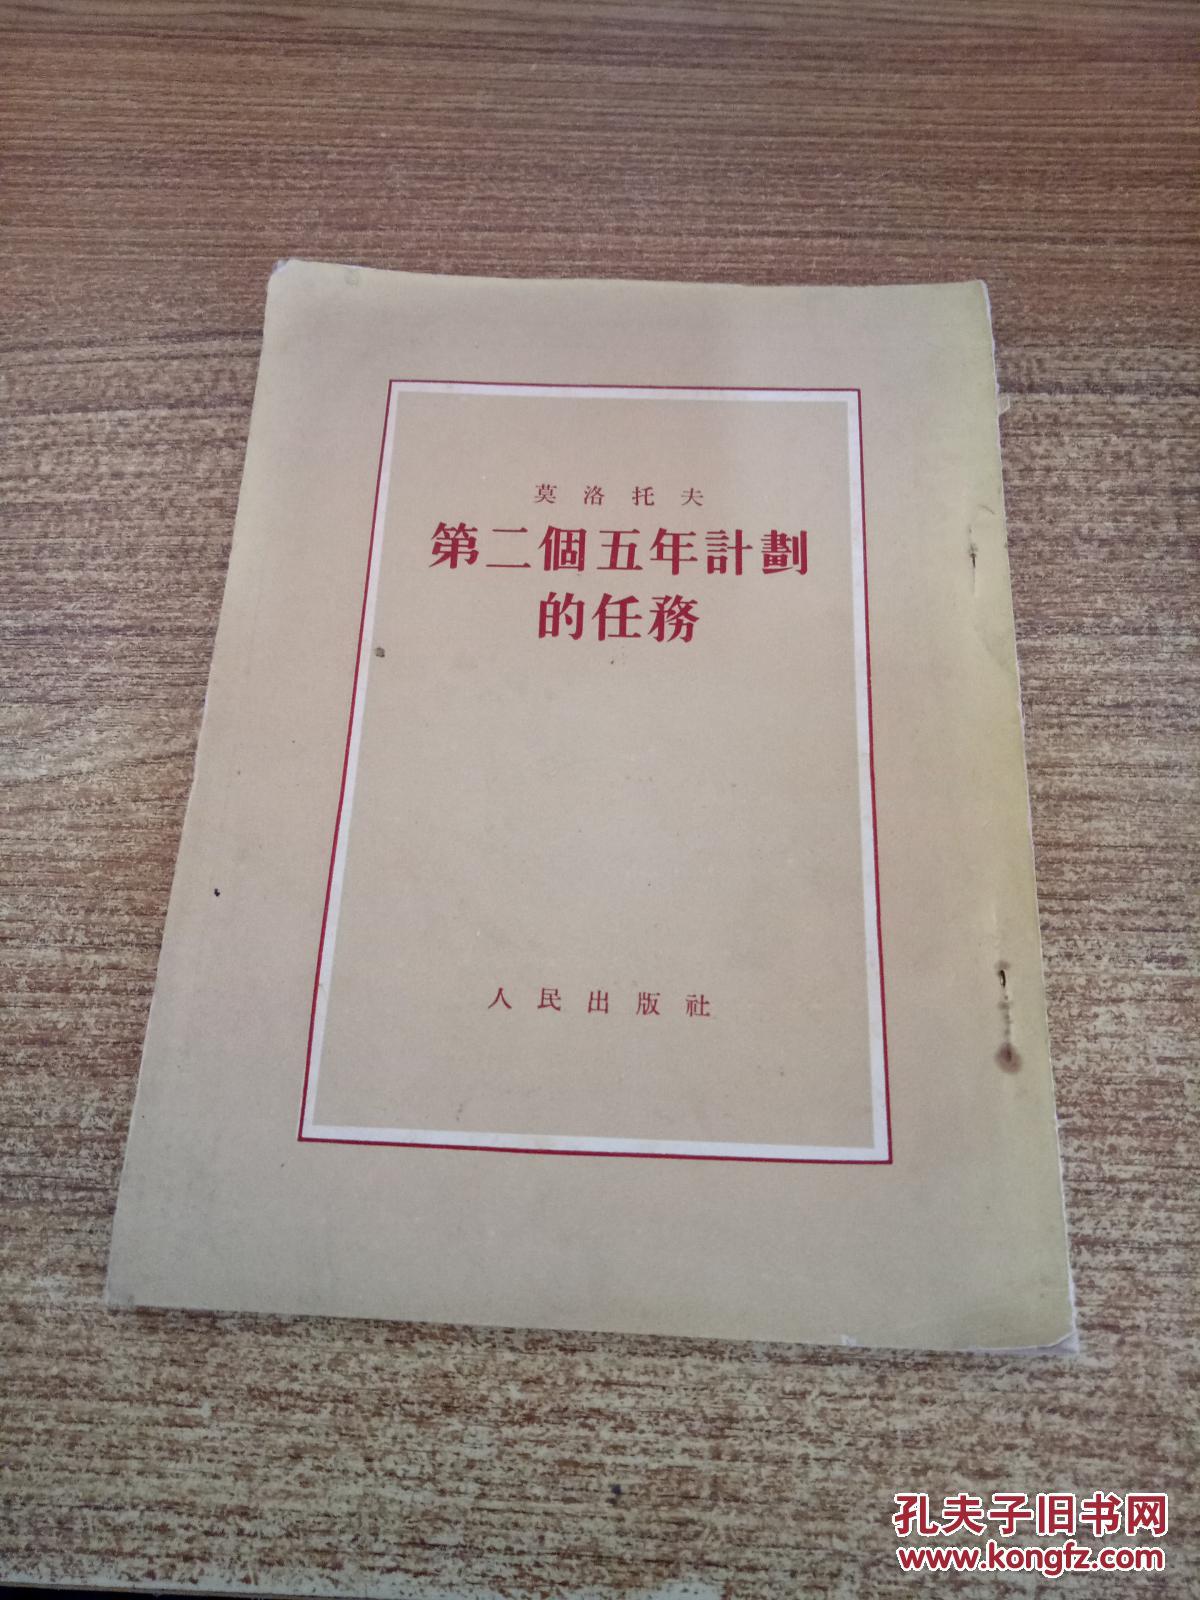 莫洛托夫
第二個五年計劃
的任務
人民出版社
孔夫子旧书网
www.kongfz.com